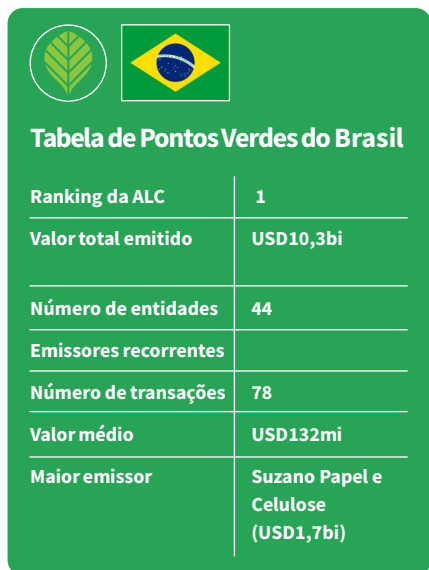 Tabela de Pontos Verdes do Brasil
Ranking da ALC 1
Valor total emitido USD10,3bi
Número de entidades 44
Emissores recorrentes
Número de transações 78
Valor médio USD132mi
Maior emissor Suzano Papel e
Celulose
(USD1,7bi)